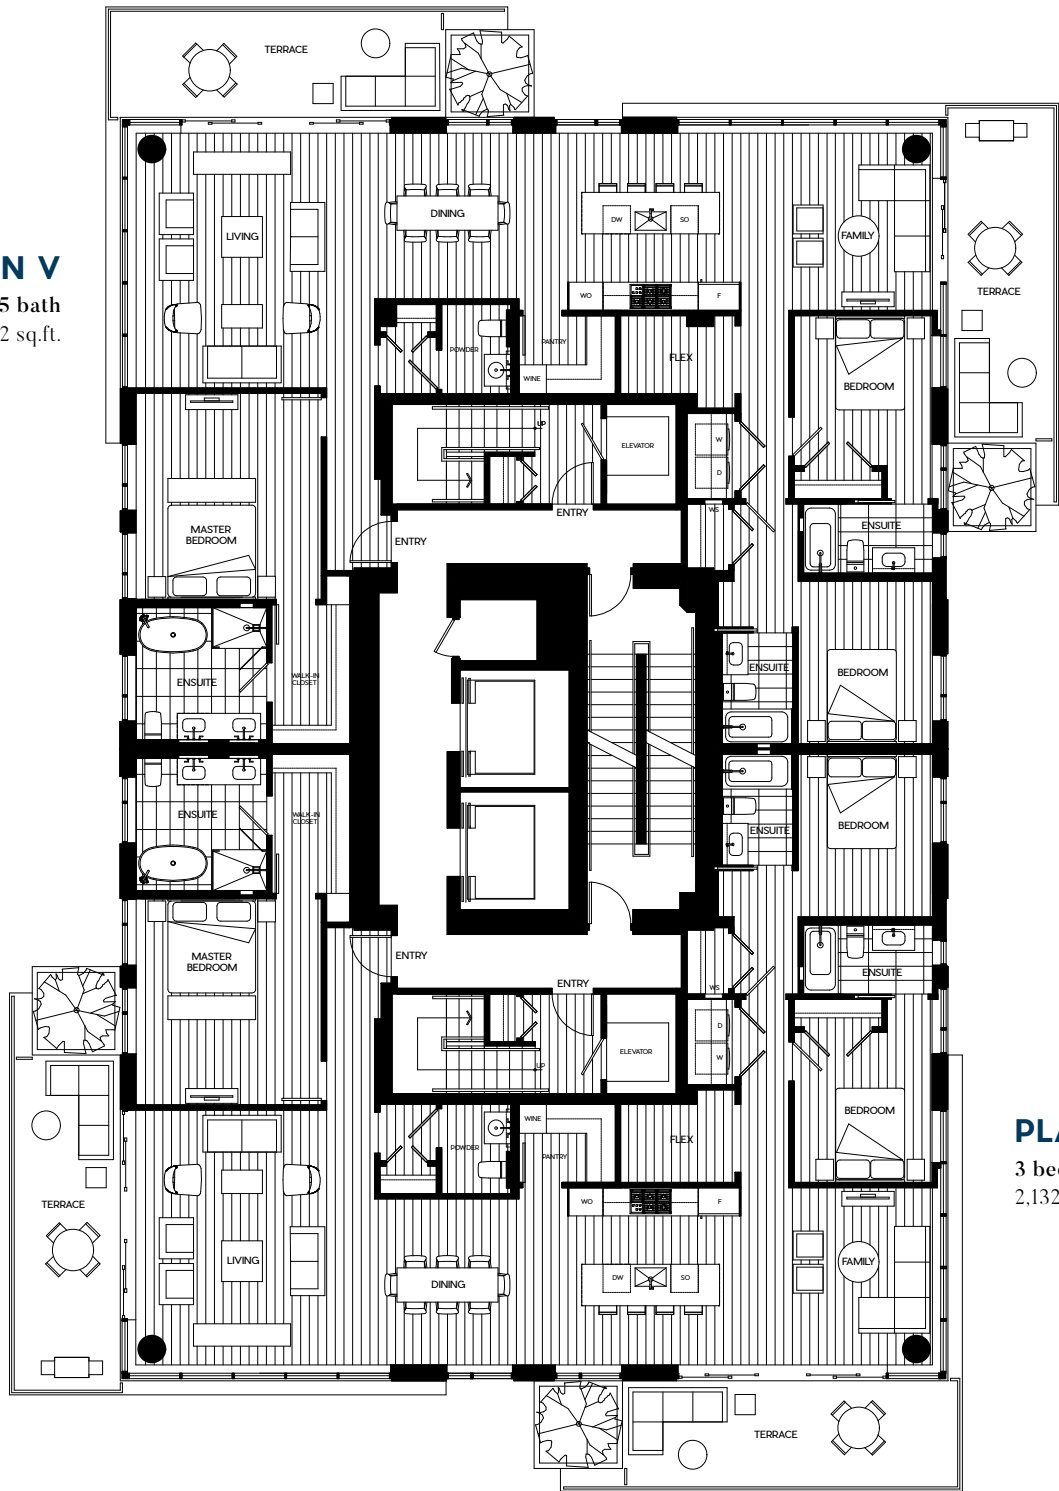 TERRACE
N V
5 bath
2 sq.ft.
LIVING
DINING
DW
SO
FAMILY
TERRACE
WO
F
POWDER
PANTRY
WINE
FLEX
BEDROOM
UP
ELEVATOR
W
D
MASTER
BEDROOM
ENTRY
ENTRY
WS
ENSUITE
ENSUITE
WALK-IN
CLOSET
ENSUITE
BEDROOM
ENSUITE
WALK-IN
CLOSET
ENSUITE
BEDROOM
MASTER
BEDROOM
ENTRY
ENTRY
WS
ENSUITE
UP
ELEVATOR
D
W
BEDROOM
WINE
POWDER
PANTRY
FLEX
PLA
3 bec
2,132
TERRACE
WO
F
LIVING
DINING
DW
SO
FAMILY
TERRACE